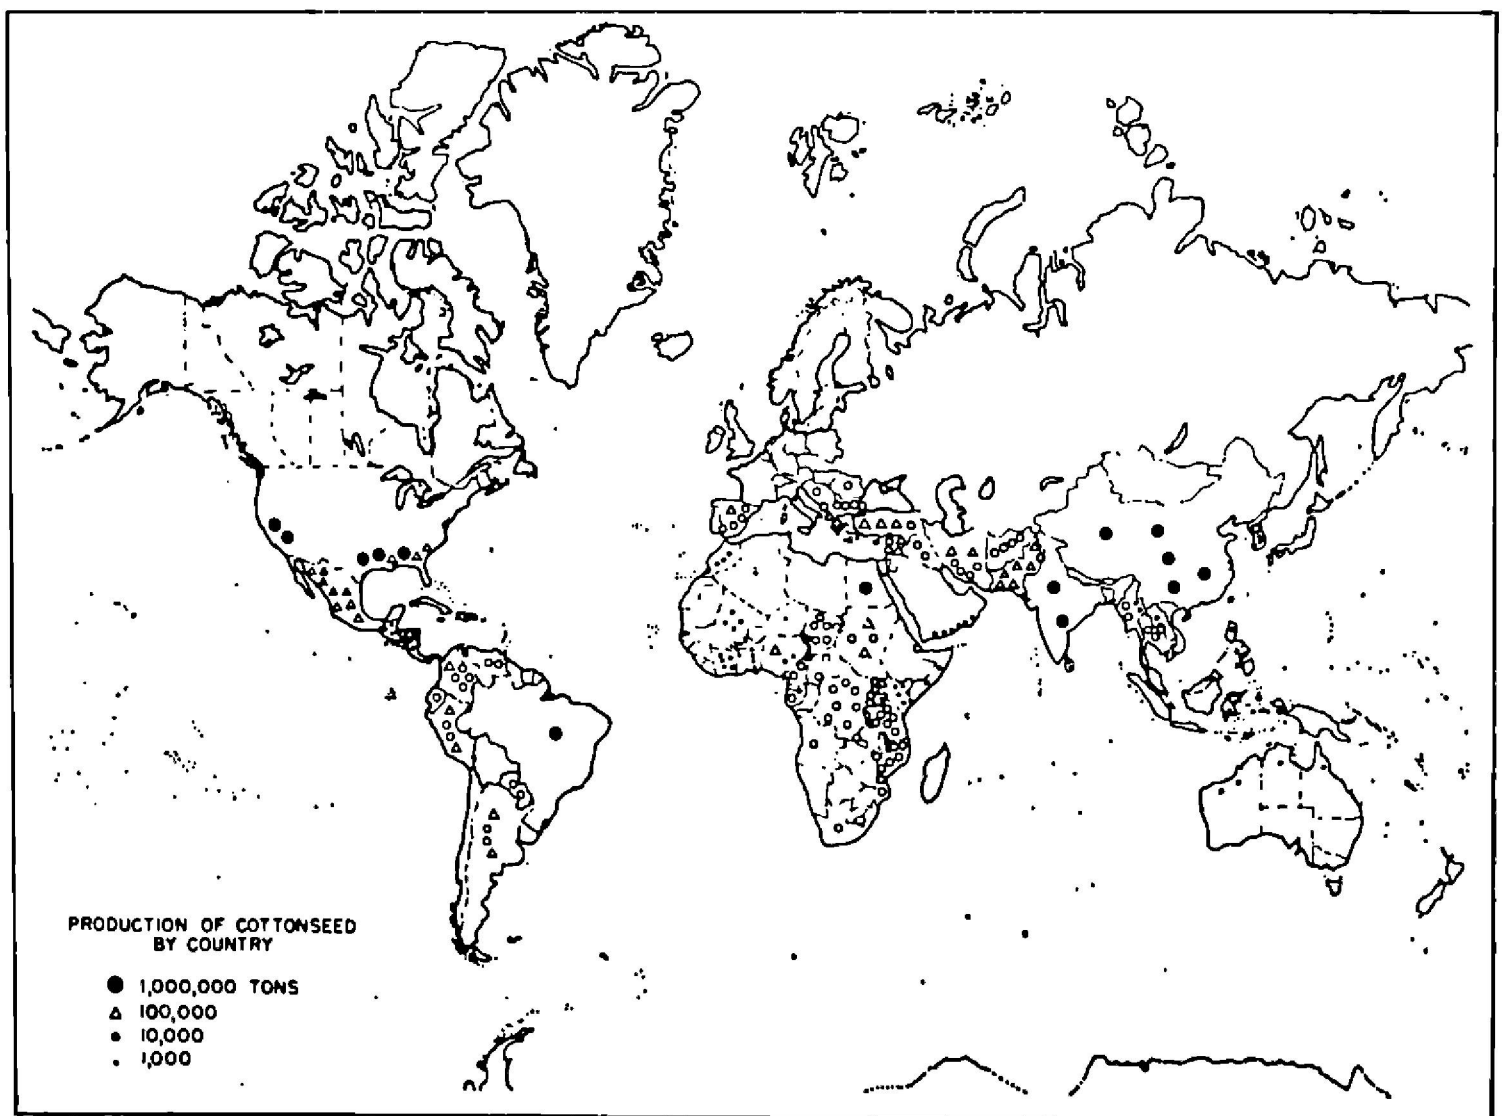 PRODUCTION OF COTTONSEED
BY COUNTRY
1,000,000 TONS
100,000
10,000
1,000